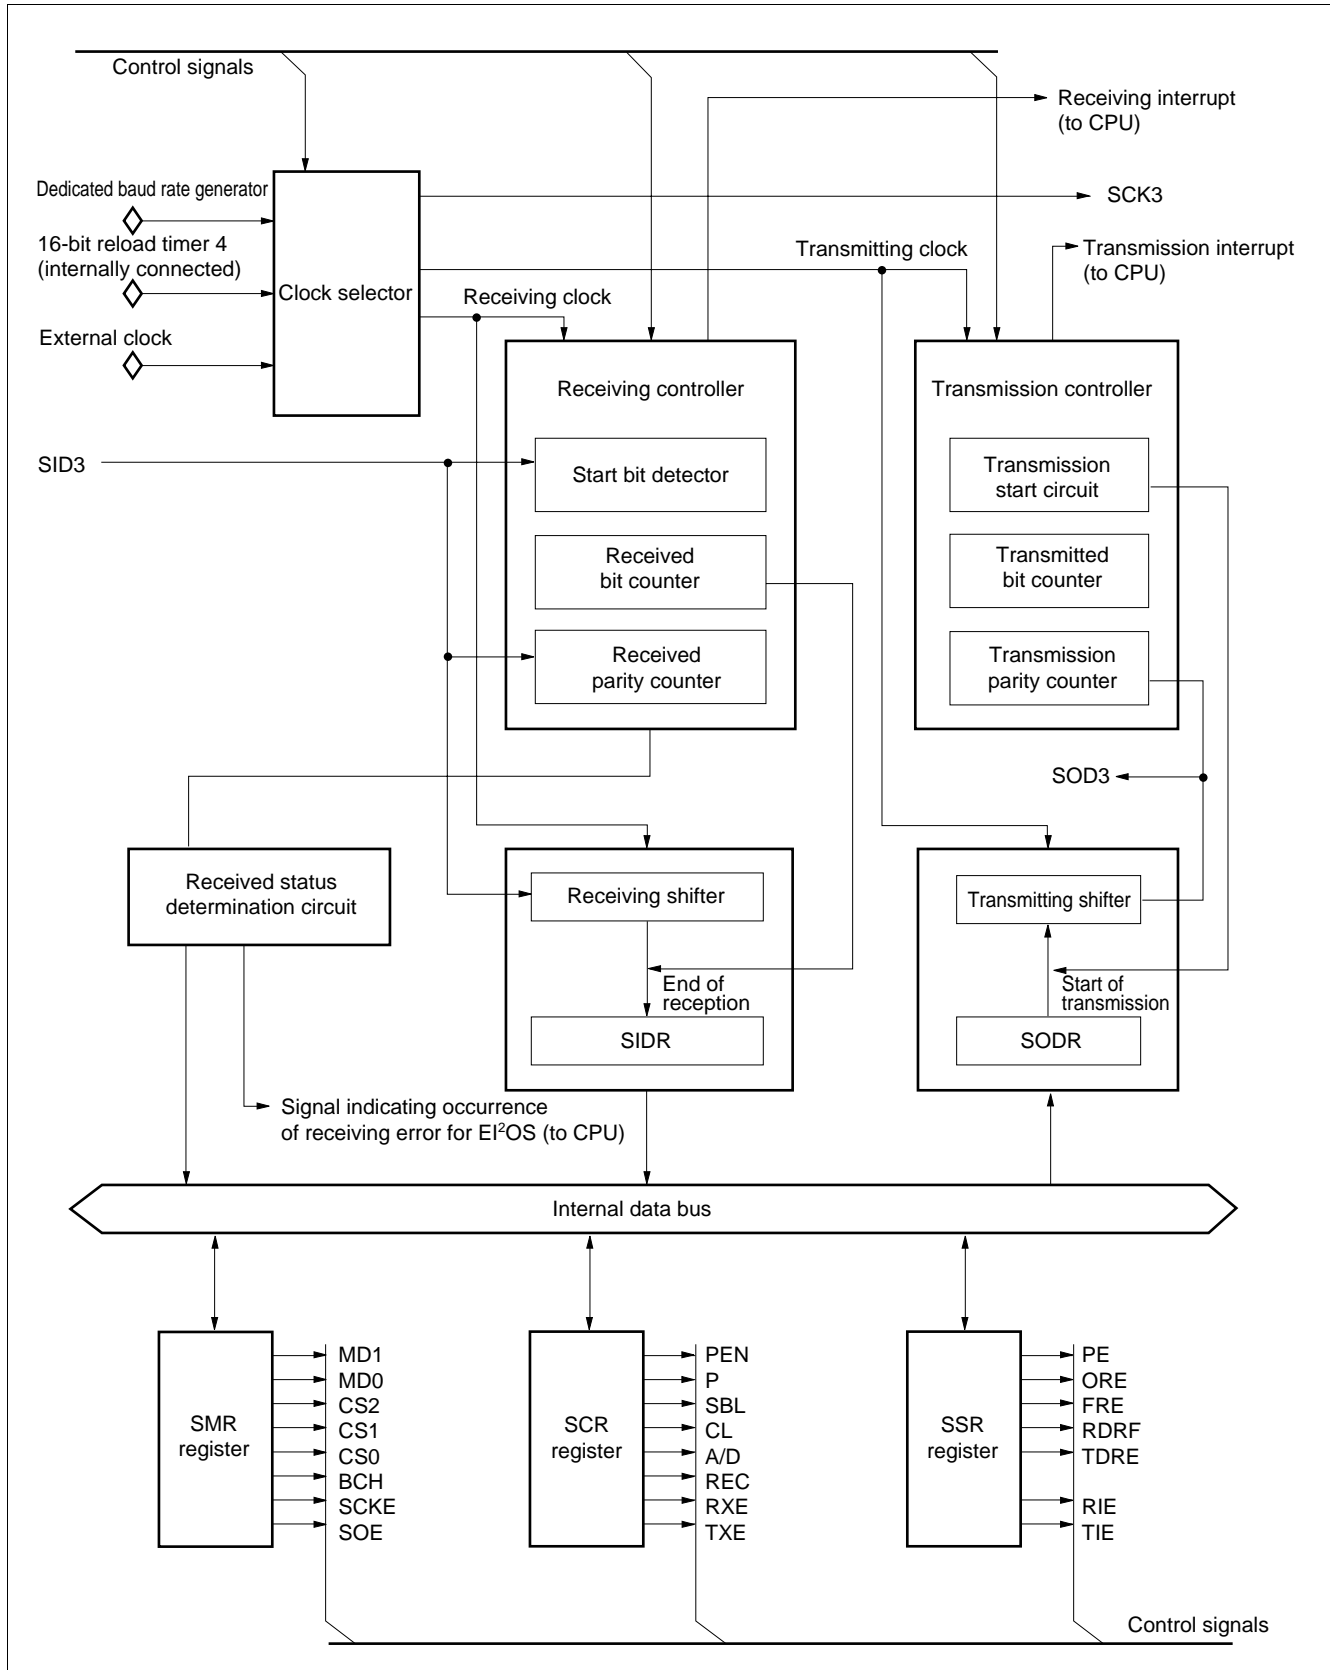 Control signals
Receiving interrupt
(to CPU)
Dedicated baud rate generator
SCK3
16-bit reload timer 4
(internally connected)
Transmitting clock
Transmission interrupt
(to CPU)
Clock selector
Receiving clock
External clock
Receiving controller
Transmission controller
SID3
Start bit detector
Transmission
start circuit
Received
bit counter
Transmitted
bit counter
Received
parity counter
Transmission
parity counter
SOD3
Received status
determination circuit
Receiving shifter
Transmitting shifter
End of
reception
Start of
transmission
SIDR
SODR
Signal indicating occurrence
of receiving error for EI²OS (to CPU)
Internal data bus
SMR
register
MD1
MD0
CS2
CS1
CS0
BCH
SCKE
SOE
SCR
register
PEN
P
SBL
CL
A/D
REC
RXE
TXE
SSR
register
PE
ORE
FRE
RDRF
TDRE
RIE
TIE
Control signals